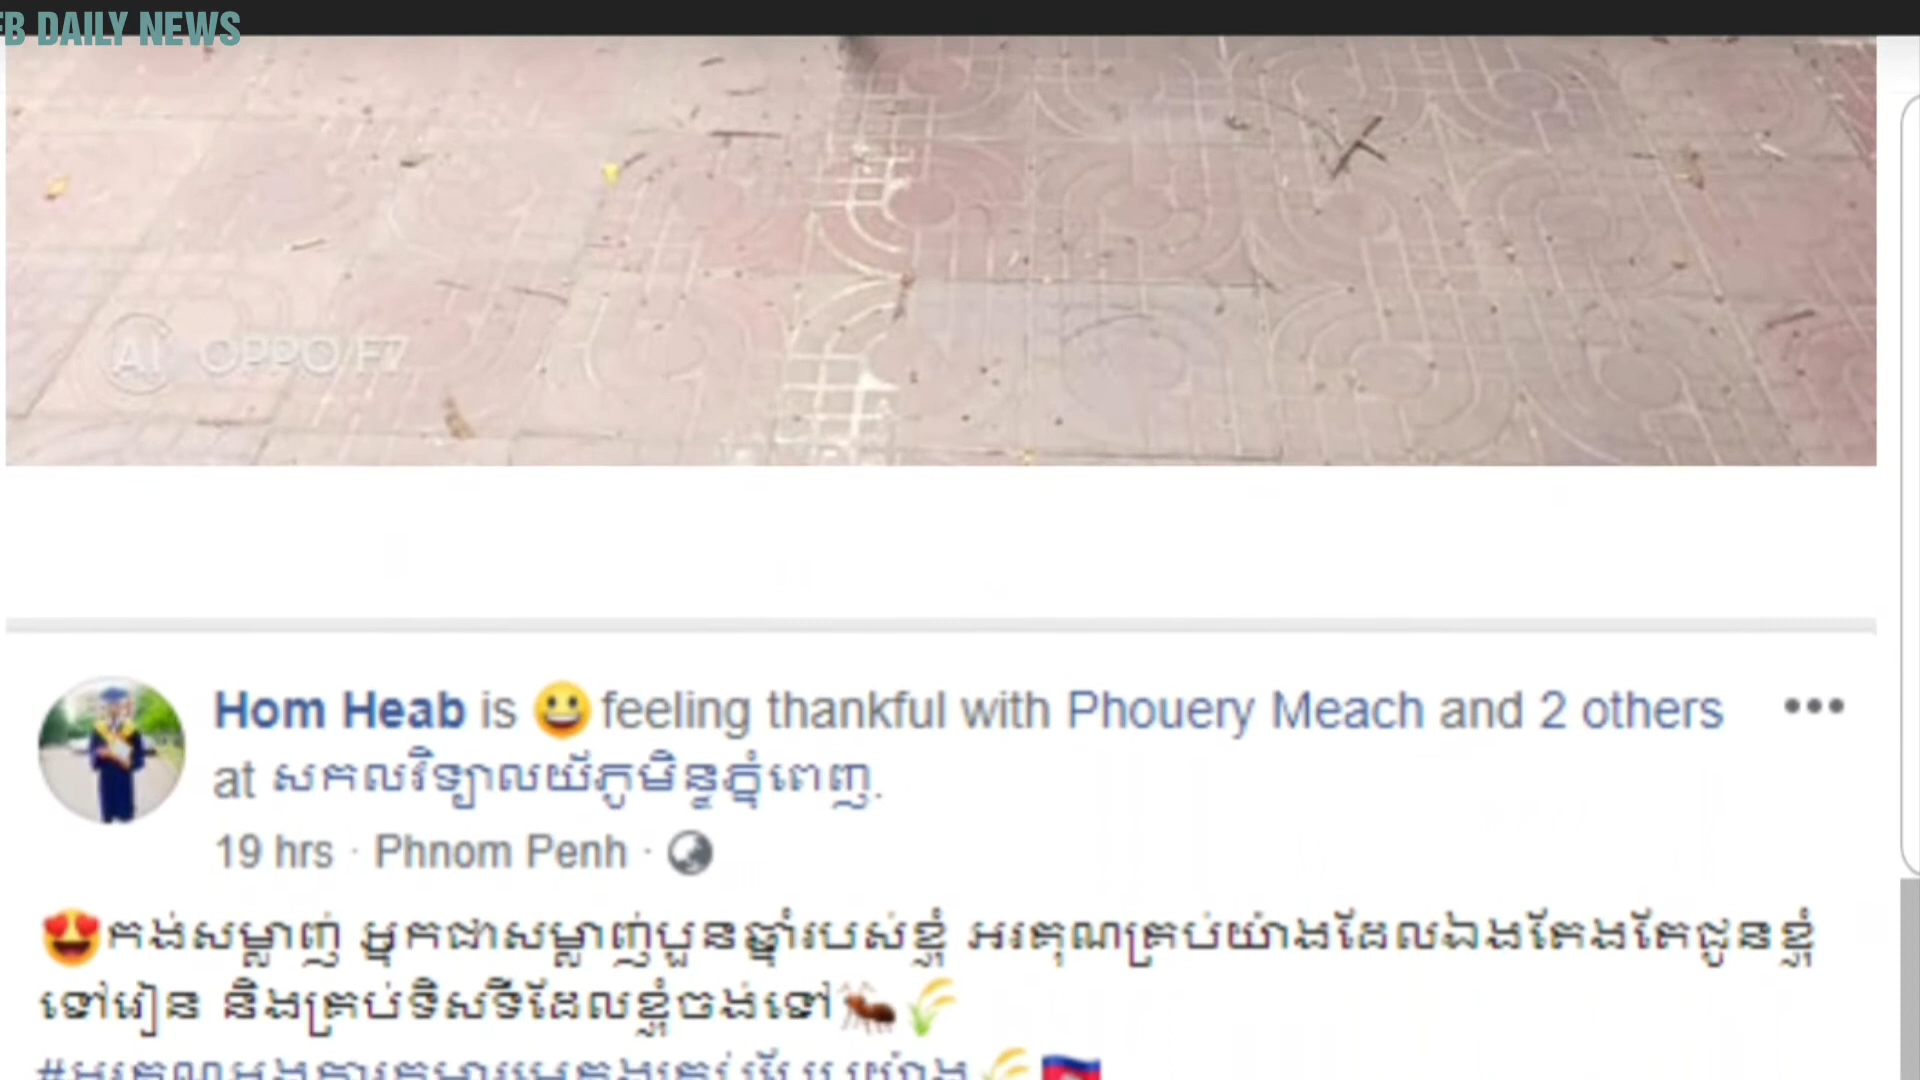 FB DAILY NEWS
AI OPPO F7
Hom Heab is 😀 feeling thankful with Phouery Meach and 2 others
at សកលវិទ្យាល័យភូមិន្ទភ្នំពេញ.
19 hrs · Phnom Penh ·
😍កង់សម្លាញ់ អ្នកជាសម្លាញ់បួនឆ្នាំរបស់ខ្ញុំ អរគុណគ្រប់យ៉ាងដែលឯងតែងតែជូនខ្ញុំ
ទៅរៀន និងគ្រប់ទិសទីដែលខ្ញុំចង់ទៅ🐜🌾